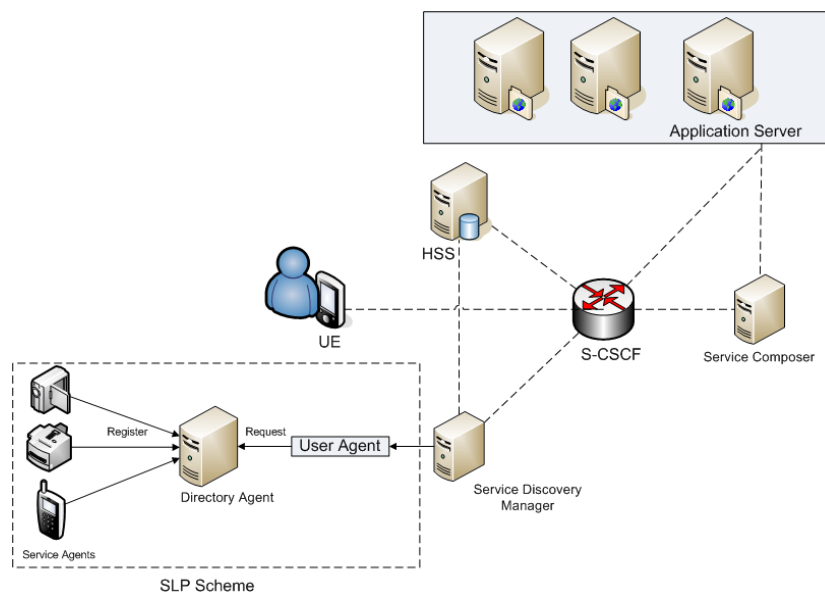 Application Server
HSS
UE
S-CSCF
Service Composer
Register
Request
User Agent
Directory Agent
Service Discovery
Manager
Service Agents
SLP Scheme